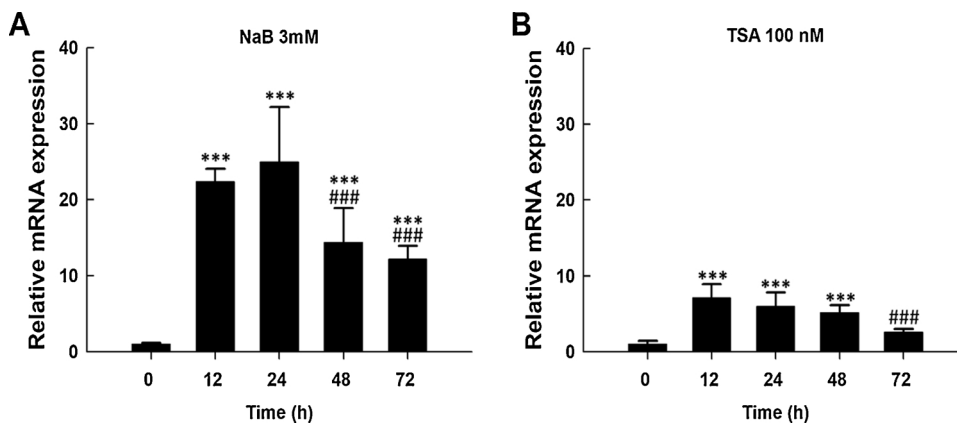 A
NaB 3mM
Relative mRNA expression
40
30
20
10
0
***
***
***
###
***
###
0 12 24 48 72
Time (h)
B
TSA 100 nM
Relative mRNA expression
40
30
20
10
0
***
***
***
###
0 12 24 48 72
Time (h)